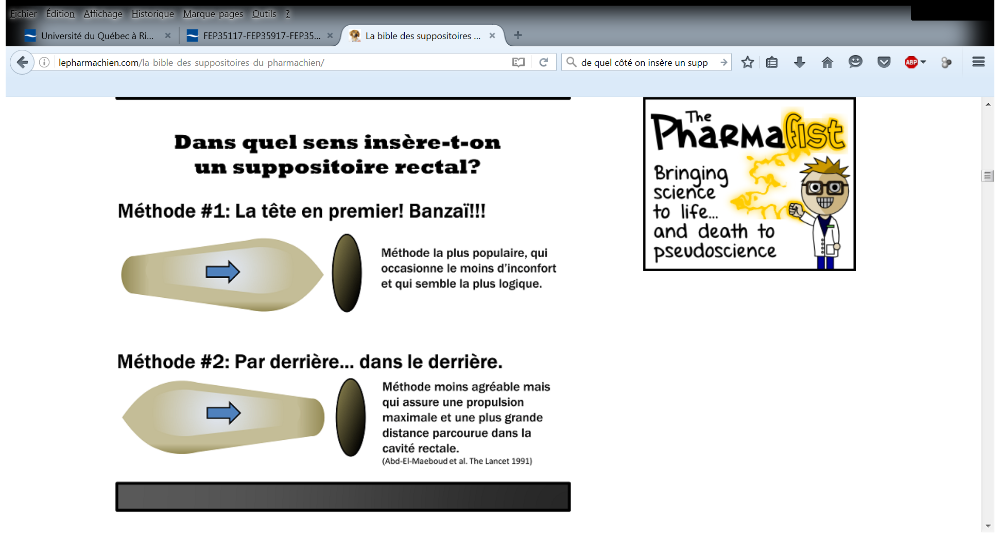 Fichier Édition Affichage Historique Marque-pages Outils ?
Université du Québec à Ri...
FEP35117-FEP35917-FEP35...
La bible des suppositoires ...
lepharmachien.com/la-bible-des-suppositoires-du-pharmachien/
de quel côté on insère un supp
ABP
Dans quel sens insère-t-on
un suppositoire rectal?
Méthode #1: La tête en premier! Banzaï!!!
Méthode la plus populaire, qui
occasionne le moins d'inconfort
et qui semble la plus logique.
Méthode #2: Par derrière... dans le derrière.
Méthode moins agréable mais
qui assure une propulsion
maximale et une plus grande
distance parcourue dans la
cavité rectale.
(Abd-El-Maeboud et al. The Lancet 1991)
The
Pharmafist
Bringing
science
to life...
and death to
pseudoscience